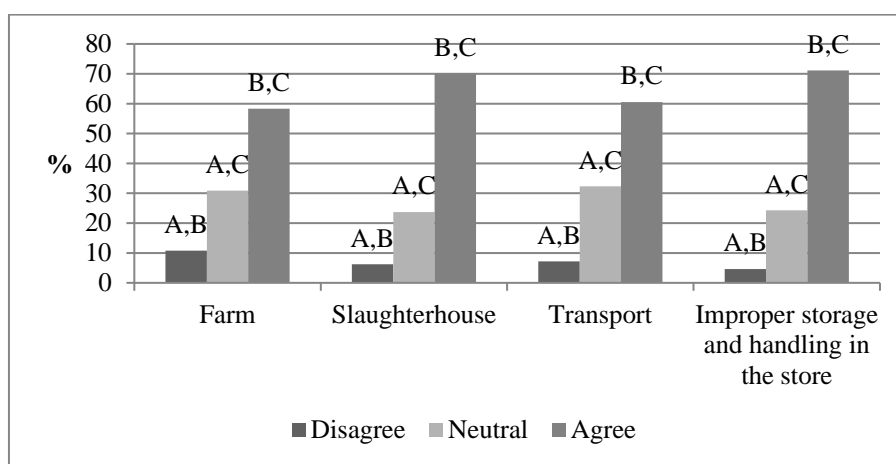 80
70
60
50
40
30
20
10
0
%
A,B
A,C
B,C
A,B
A,C
B,C
A,B
A,C
B,C
A,B
A,C
B,C
Farm
Slaughterhouse
Transport
Improper storage
and handling in
the store
Disagree Neutral Agree